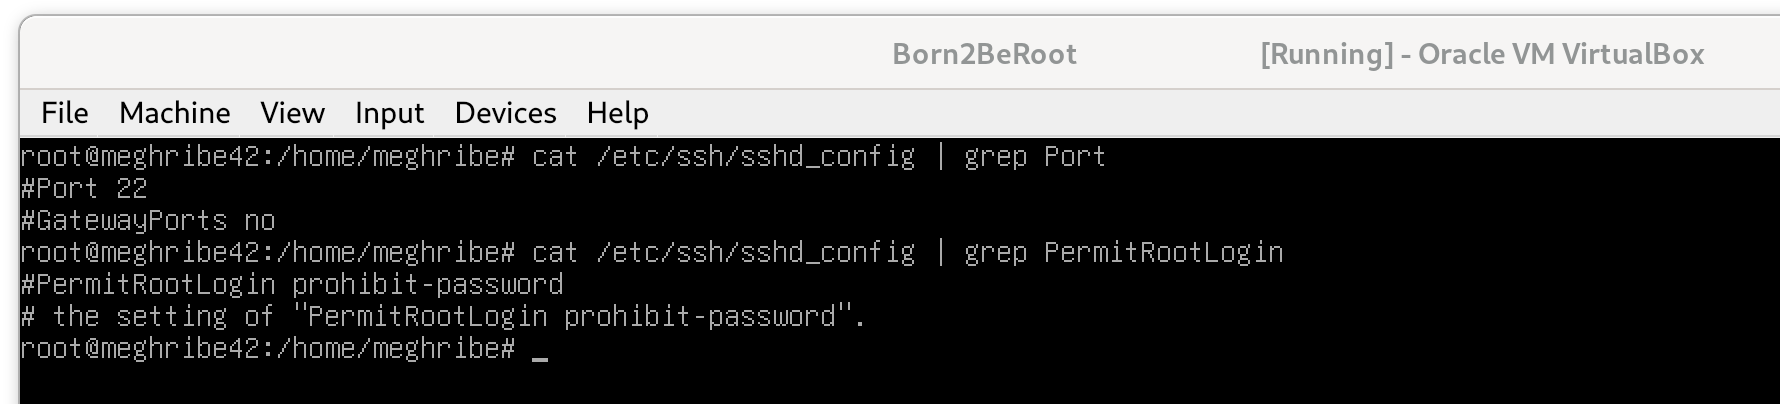 Born2BeRoot [Running] - Oracle VM VirtualBox
File Machine View Input Devices Help
root@meghribe42:/home/meghribe# cat /etc/ssh/sshd_config | grep Port
#Port 22
#GatewayPorts no
root@meghribe42:/home/meghribe# cat /etc/ssh/sshd_config | grep PermitRootLogin
#PermitRootLogin prohibit-password
# the setting of "PermitRootLogin prohibit-password".
root@meghribe42:/home/meghribe# _